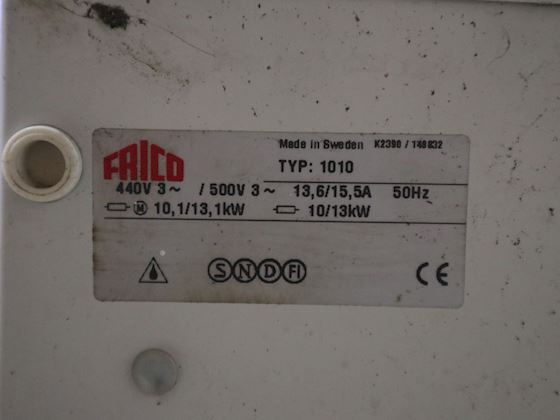 Made in Sweden K2390 / 148832
FRICO
TYP: 1010
440V 3~ / 500V 3~ 13,6/15,5A 50Hz
M 10,1/13,1kW 10/13kW
S N D FI CE